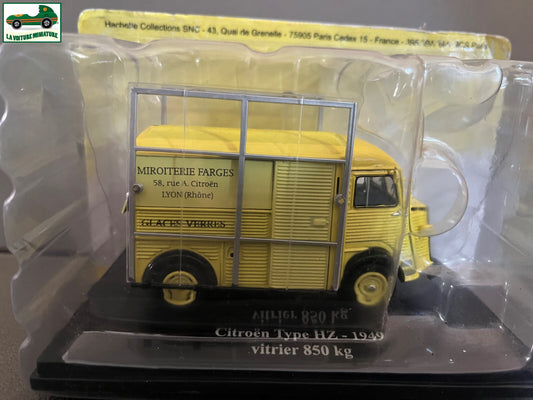 LA VOITURE MINIATURE
Hachette Collections SNC - 43, Quai de Grenelle - 75905 Paris Cedex 15 - France
MIROITERIE FARGES
58, rue A. Citroën
LYON (Rhône)
GLACES VERRES
Citroën Type HZ - 1949
vitrier 850 kg